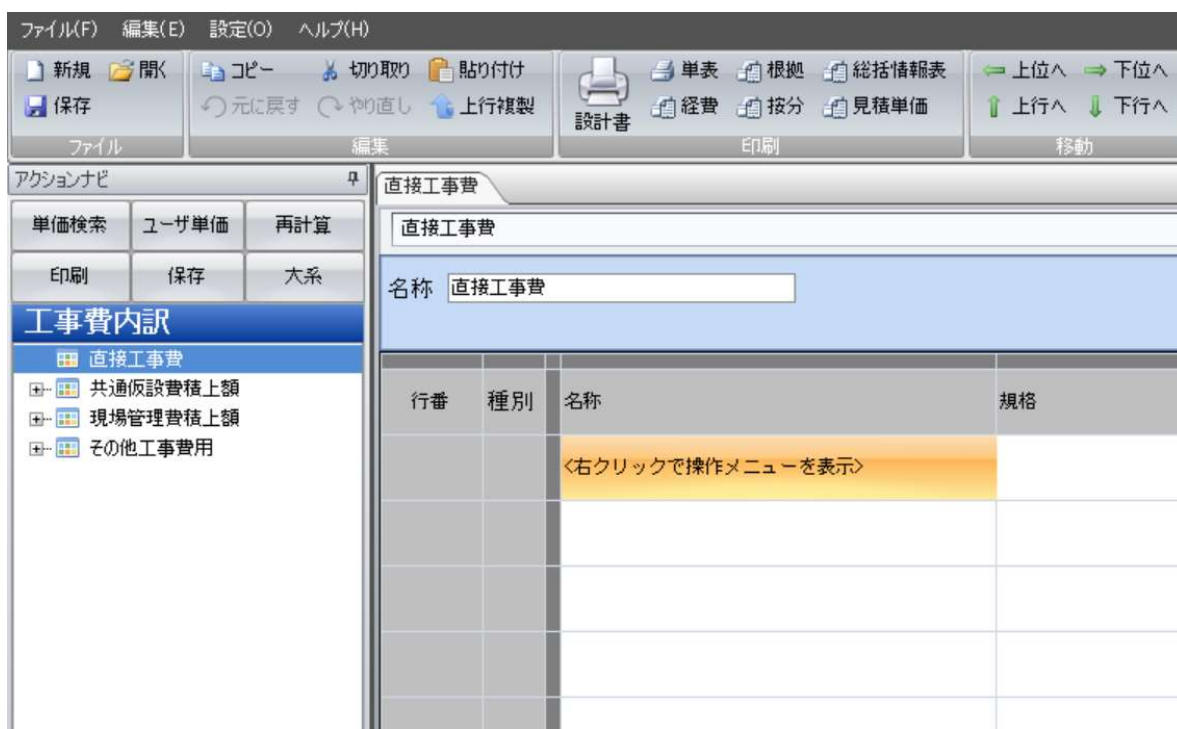 ファイル(F) 編集(E) 設定(O) ヘルプ(H)
新規 開く コピー 切り取り 貼り付け 単表 根拠 総括情報表 上位へ 下位へ
保存 元に戻す やり直し 上行複製 設計書 経費 按分 見積単価 上行へ 下行へ
ファイル 編集 印刷 移動
アクションナビ
直接工事費
単価検索 ユーザ単価 再計算
直接工事費
印刷 保存 大系
名称 直接工事費
工事費内訳
直接工事費
共通仮設費積上額
現場管理費積上額
その他工事費用
行番 種別 名称 規格
<右クリックで操作メニューを表示>